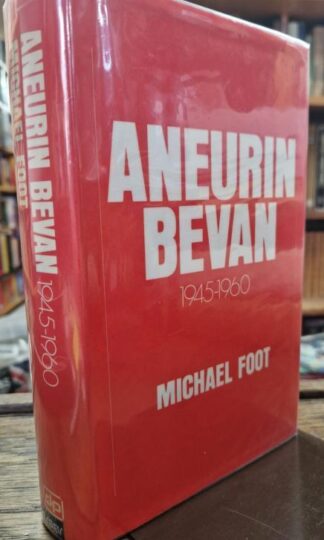 ANEURIN
BEVAN
1945-1960
MICHAEL FOOT
ANEURIN BEVAN 1945-1960
MICHAEL FOOT